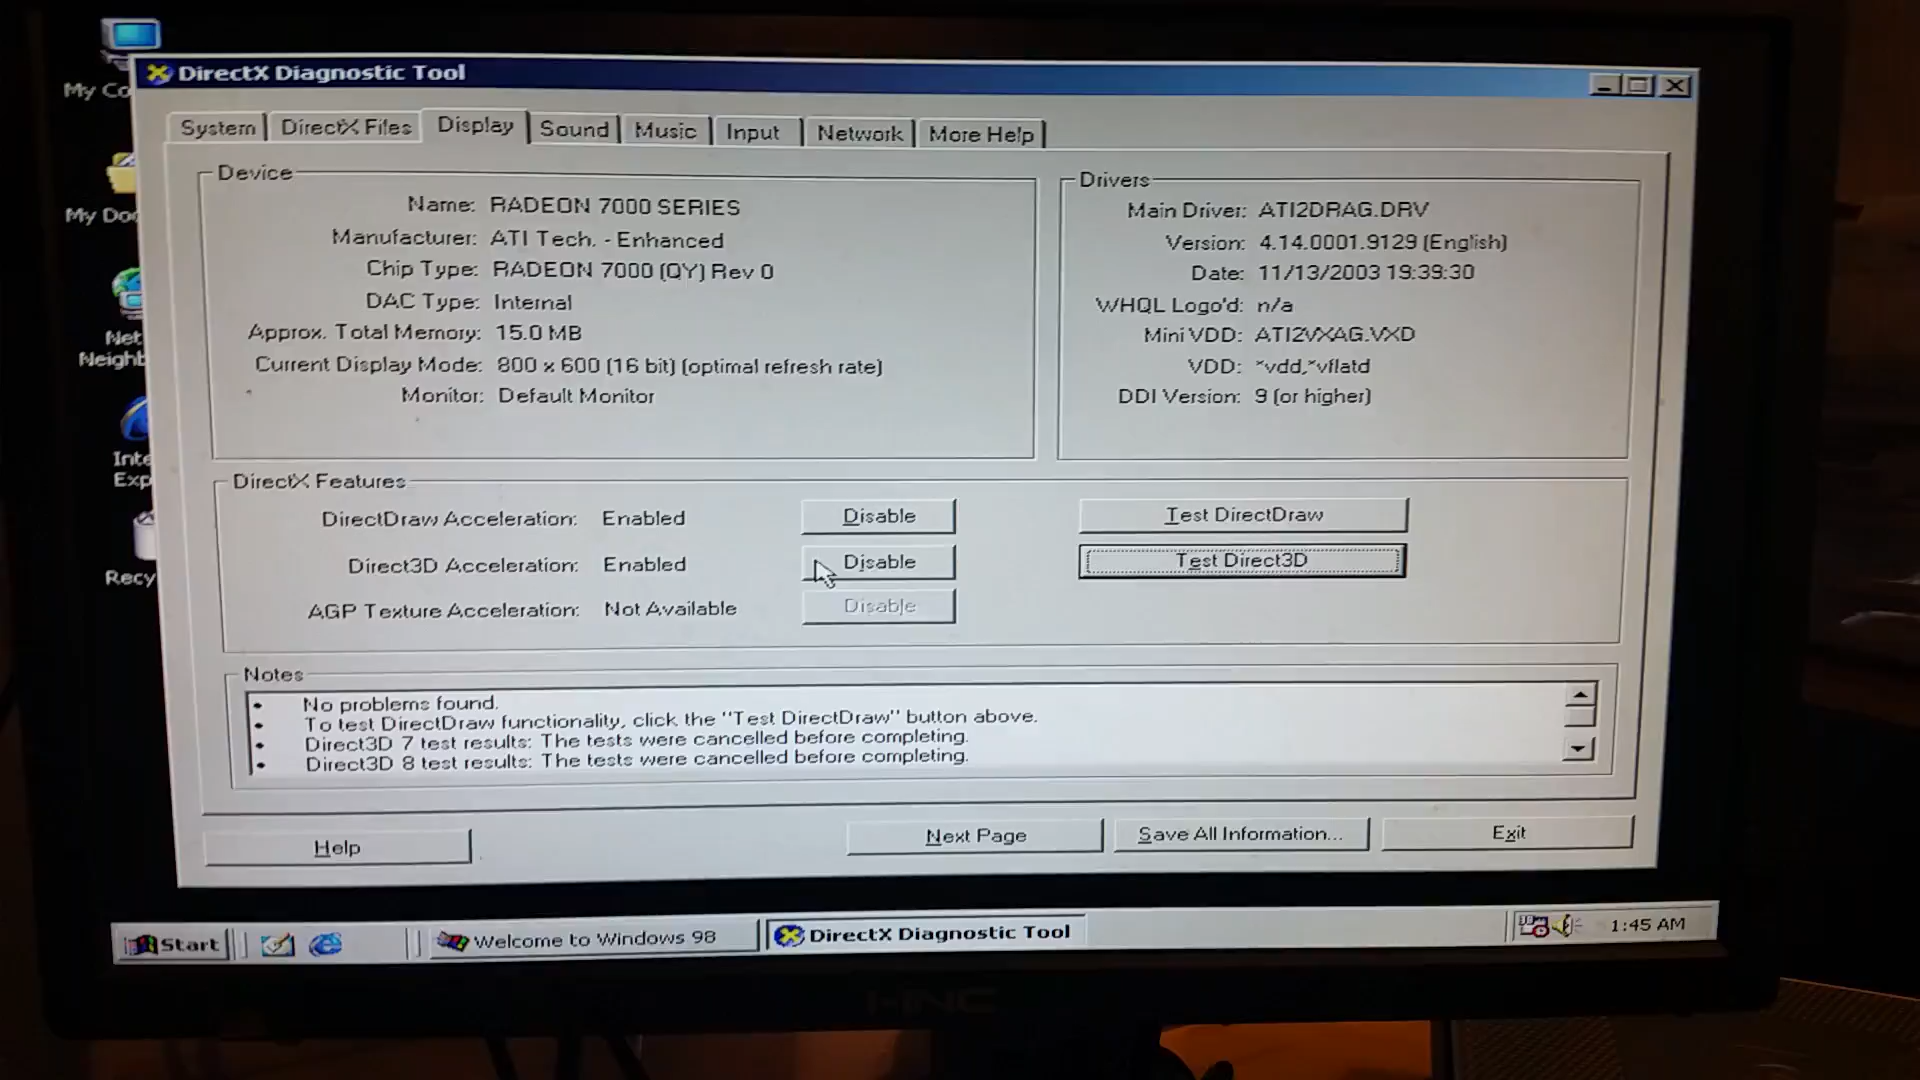 My Co
DirectX Diagnostic Tool
System
DirectX Files
Display
Sound
Music
Input
Network
More Help
Device
Name: RADEON 7000 SERIES
Manufacturer: ATI Tech. - Enhanced
Chip Type: RADEON 7000 (QY) Rev 0
DAC Type: Internal
Approx. Total Memory: 15.0 MB
Current Display Mode: 800 x 600 (16 bit) (optimal refresh rate)
Monitor: Default Monitor
Drivers
Main Driver: ATI2DRAG.DRV
Version: 4.14.0001.9129 (English)
Date: 11/13/2003 19:39:30
WHQL Logo'd: n/a
Mini VDD: ATI2VXAG.VXD
VDD: *vdd,*vflatd
DDI Version: 9 (or higher)
My Doc
Net
Neighb
Inte
Exp
Recy
DirectX Features
DirectDraw Acceleration: Enabled
Disable
Test DirectDraw
Direct3D Acceleration: Enabled
Disable
Test Direct3D
AGP Texture Acceleration: Not Available
Disable
Notes
• No problems found.
• To test DirectDraw functionality, click the "Test DirectDraw" button above.
• Direct3D 7 test results: The tests were cancelled before completing.
• Direct3D 8 test results: The tests were cancelled before completing.
Help
Next Page
Save All Information...
Exit
Start
Welcome to Windows 98
DirectX Diagnostic Tool
1:45 AM